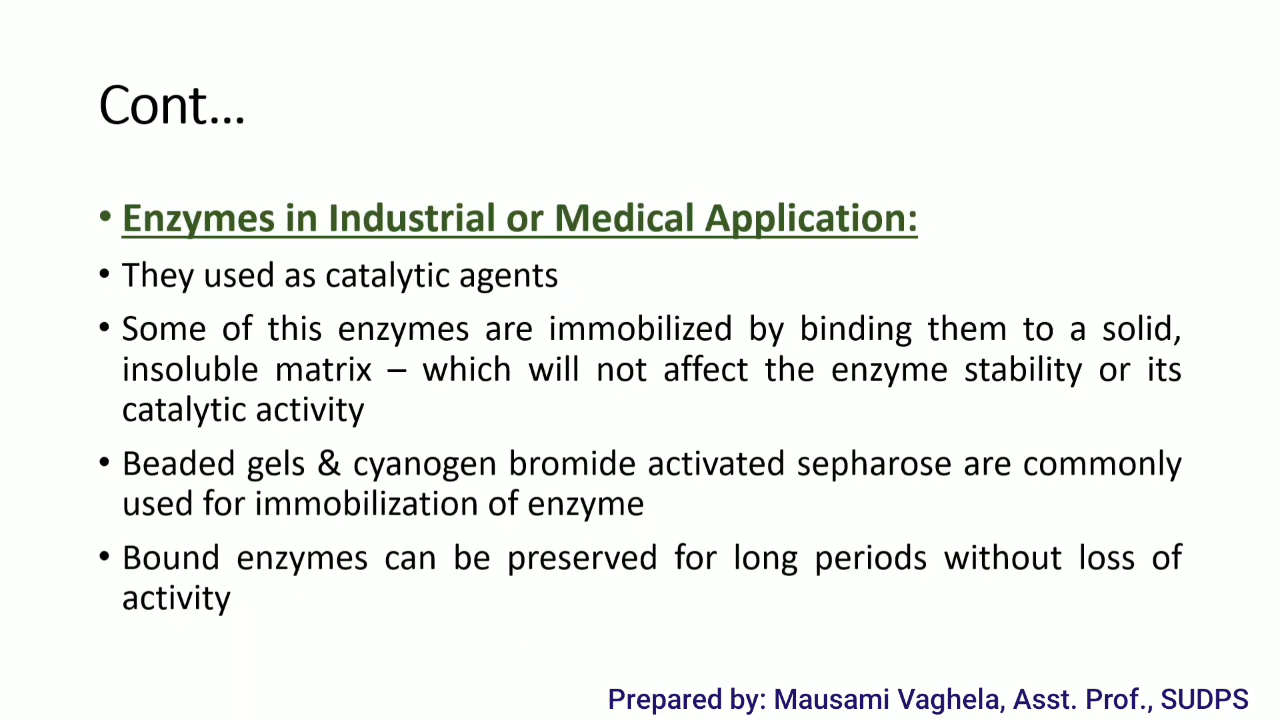 Cont...
• Enzymes in Industrial or Medical Application:
• They used as catalytic agents
• Some of this enzymes are immobilized by binding them to a solid,
insoluble matrix – which will not affect the enzyme stability or its
catalytic activity
• Beaded gels & cyanogen bromide activated sepharose are commonly
used for immobilization of enzyme
• Bound enzymes can be preserved for long periods without loss of
activity
Prepared by: Mausami Vaghela, Asst. Prof., SUDPS